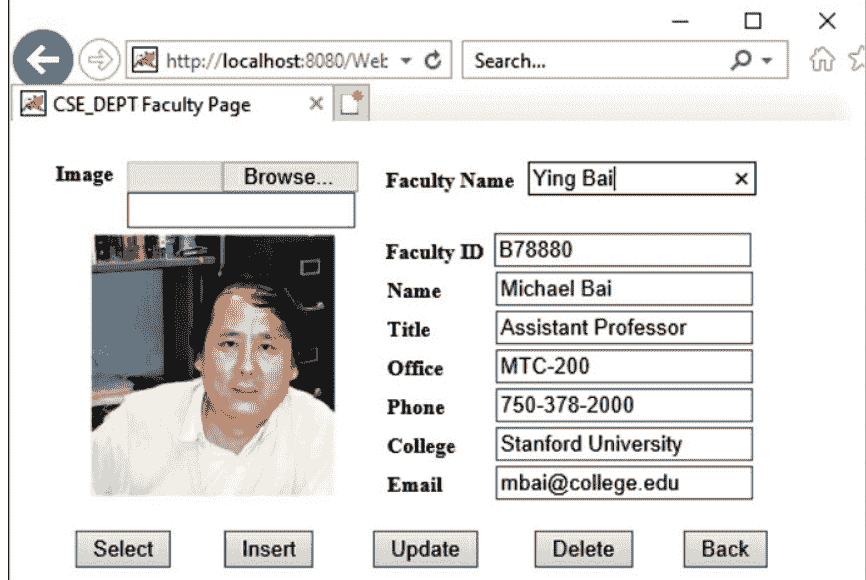 http://localhost:8080/Web
Search...
CSE_DEPT Faculty Page
Image Browse... Faculty Name Ying Bai
Faculty ID B78880
Name Michael Bai
Title Assistant Professor
Office MTC-200
Phone 750-378-2000
College Stanford University
Email mbai@college.edu
Select Insert Update Delete Back